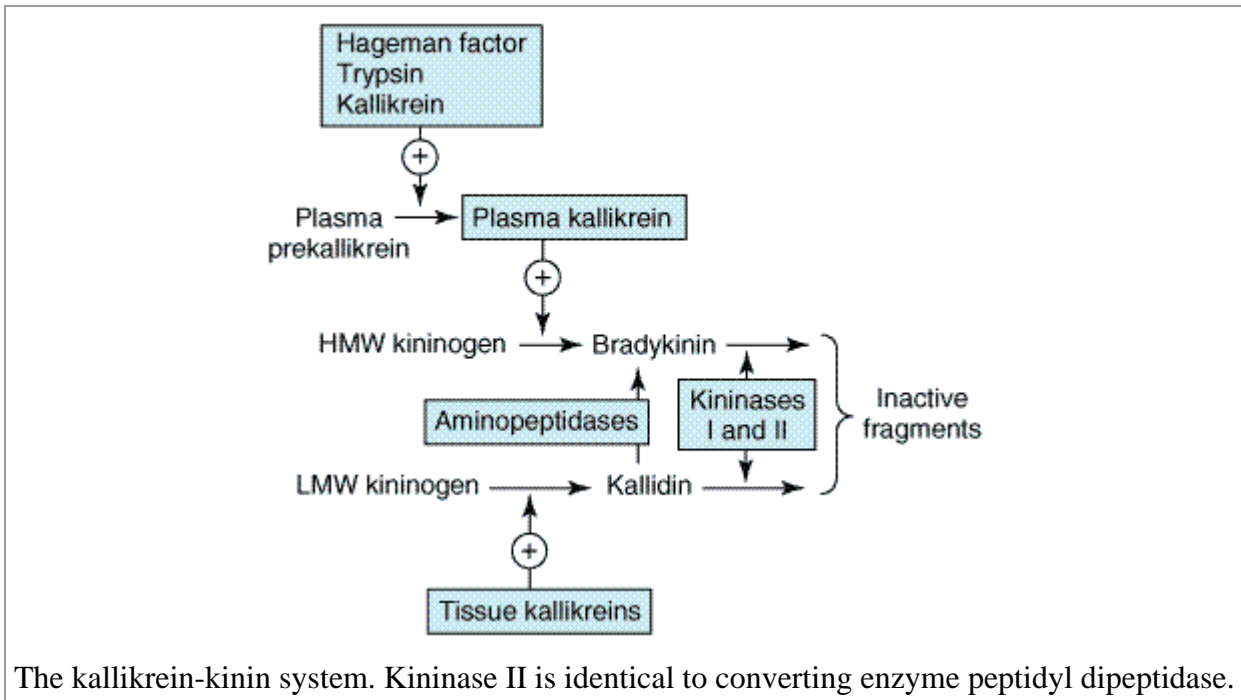 Hageman factor
Trypsin
Kallikrein
+
Plasma
prekallikrein
Plasma kallikrein
+
HMW kininogen
Bradykinin
Aminopeptidases
Kininases
I and II
Inactive
fragments
LMW kininogen
Kallidin
+
Tissue kallikreins
The kallikrein-kinin system. Kininase II is identical to converting enzyme peptidyl dipeptidase.